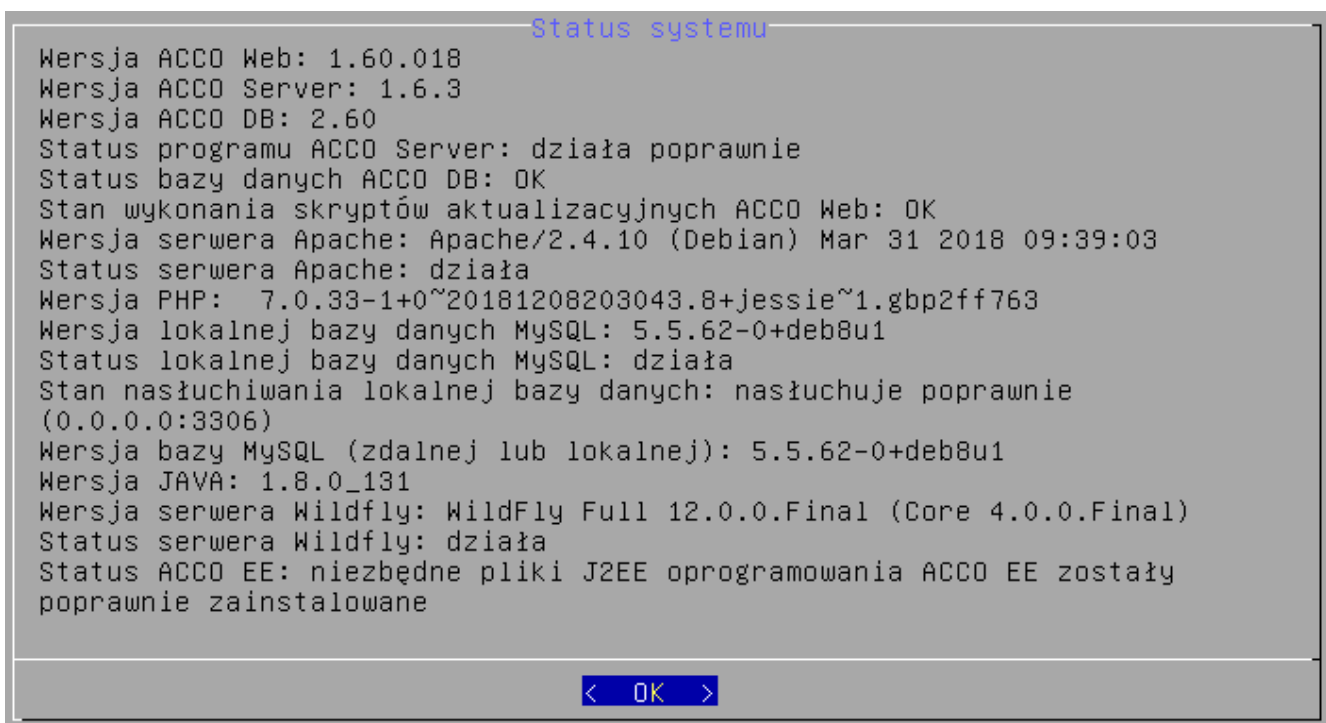 Status systemu
Wersja ACCO Web: 1.60.018
Wersja ACCO Server: 1.6.3
Wersja ACCO DB: 2.60
Status programu ACCO Server: działa poprawnie
Status bazy danych ACCO DB: OK
Stan wykonania skryptów aktualizacyjnych ACCO Web: OK
Wersja serwera Apache: Apache/2.4.10 (Debian) Mar 31 2018 09:39:03
Status serwera Apache: działa
Wersja PHP:  7.0.33-1+0~20181208203043.8+jessie~1.gbp2ff763
Wersja lokalnej bazy danych MySQL: 5.5.62-0+deb8u1
Status lokalnej bazy danych MySQL: działa
Stan nasłuchiwania lokalnej bazy danych: nasłuchuje poprawnie
(0.0.0.0:3306)
Wersja bazy MySQL (zdalnej lub lokalnej): 5.5.62-0+deb8u1
Wersja JAVA: 1.8.0_131
Wersja serwera Wildfly: WildFly Full 12.0.0.Final (Core 4.0.0.Final)
Status serwera Wildfly: działa
Status ACCO EE: niezbędne pliki J2EE oprogramowania ACCO EE zostały
poprawnie zainstalowane
<  OK  >